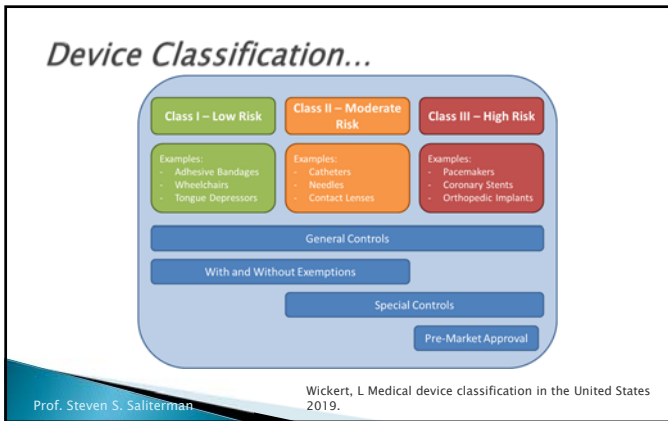 Device Classification...
Class I – Low Risk
Class II – Moderate
Risk
Class III – High Risk
Examples:
- Adhesive Bandages
- Wheelchairs
- Tongue Depressors
Examples:
- Catheters
- Needles
- Contact Lenses
Examples:
- Pacemakers
- Coronary Stents
- Orthopedic Implants
General Controls
With and Without Exemptions
Special Controls
Pre-Market Approval
Prof. Steven S. Saliterman
Wickert, L Medical device classification in the United States
2019.